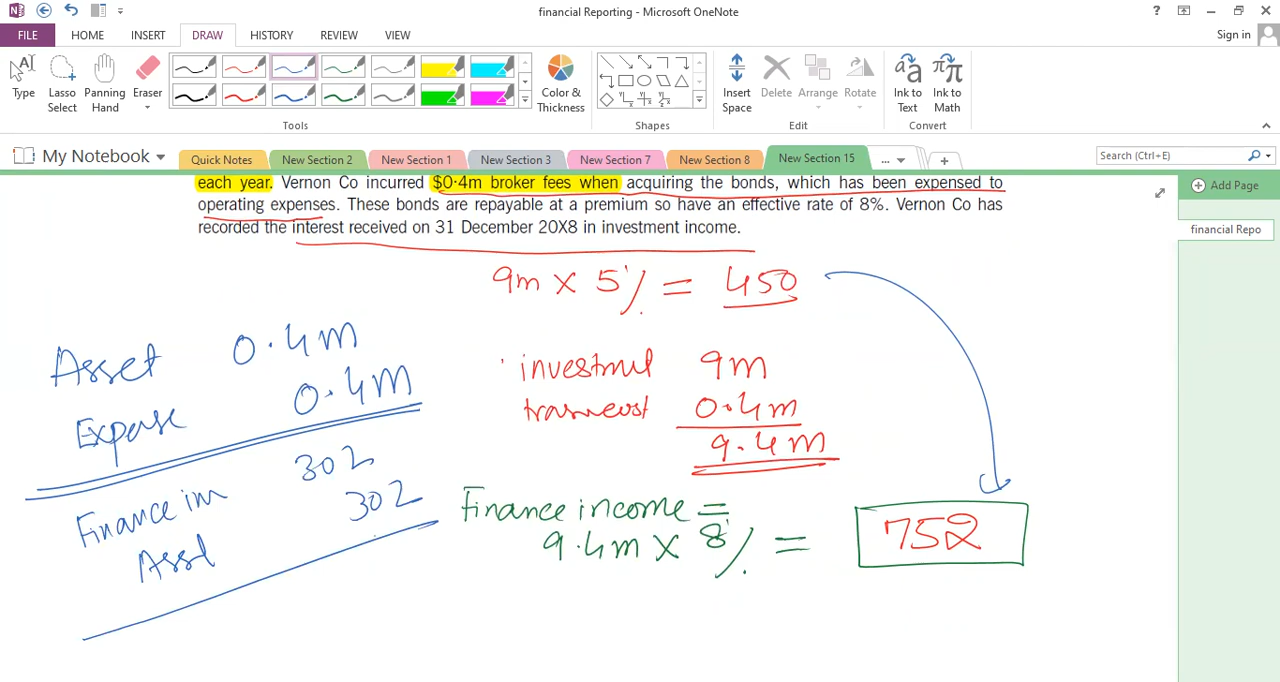 financial Reporting - Microsoft OneNote
? Sign in
FILE HOME INSERT DRAW HISTORY REVIEW VIEW
Type Lasso Select Panning Hand Eraser Color & Thickness Insert Space Delete Arrange Rotate Ink to Text Ink to Math
Tools Shapes Edit Convert
My Notebook Quick Notes New Section 2 New Section 1 New Section 3 New Section 7 New Section 8 New Section 15 ... + Search (Ctrl+E)
Add Page
financial Repo
each year. Vernon Co incurred $0·4m broker fees when acquiring the bonds, which has been expensed to
operating expenses. These bonds are repayable at a premium so have an effective rate of 8%. Vernon Co has
recorded the interest received on 31 December 20X8 in investment income.
9m x 5% = 450
Asset 0.4m
Expense 0.4m
Finance im 302
Asst 302
investmet 9m
0.4m
9.4m
Finance income =
9.4m x 8% = 752